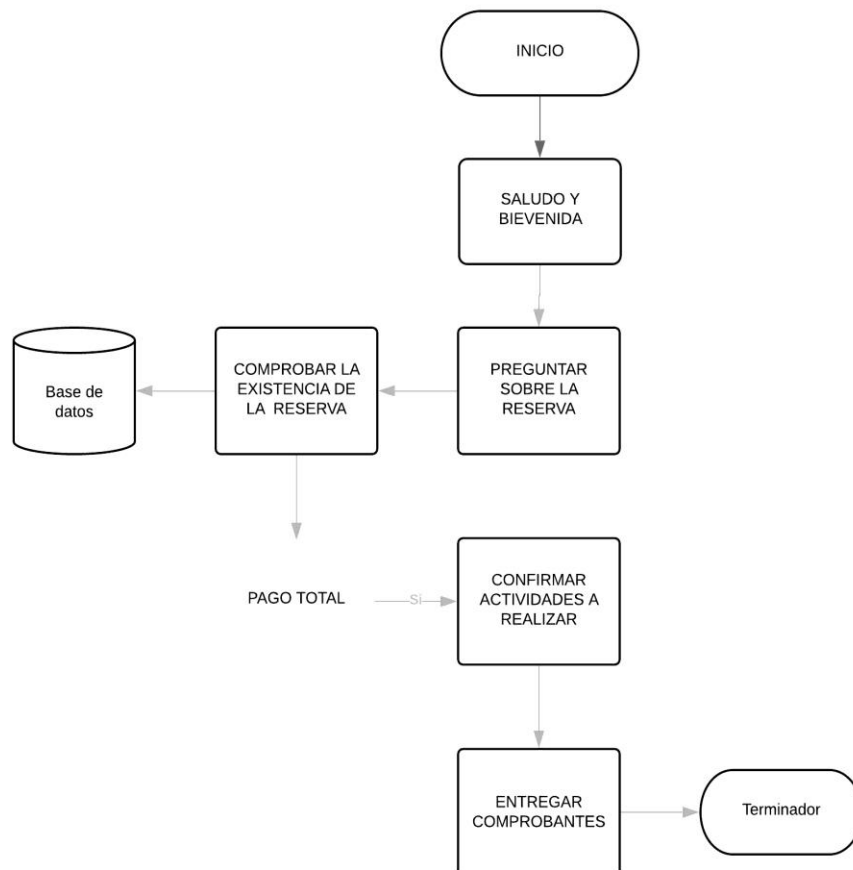 INICIO
SALUDO Y
BIEVENIDA
Base de
datos
COMPROBAR LA
EXISTENCIA DE
LA RESERVA
PREGUNTAR
SOBRE LA
RESERVA
PAGO TOTAL
Sí
CONFIRMAR
ACTIVIDADES A
REALIZAR
ENTREGAR
COMPROBANTES
Terminador